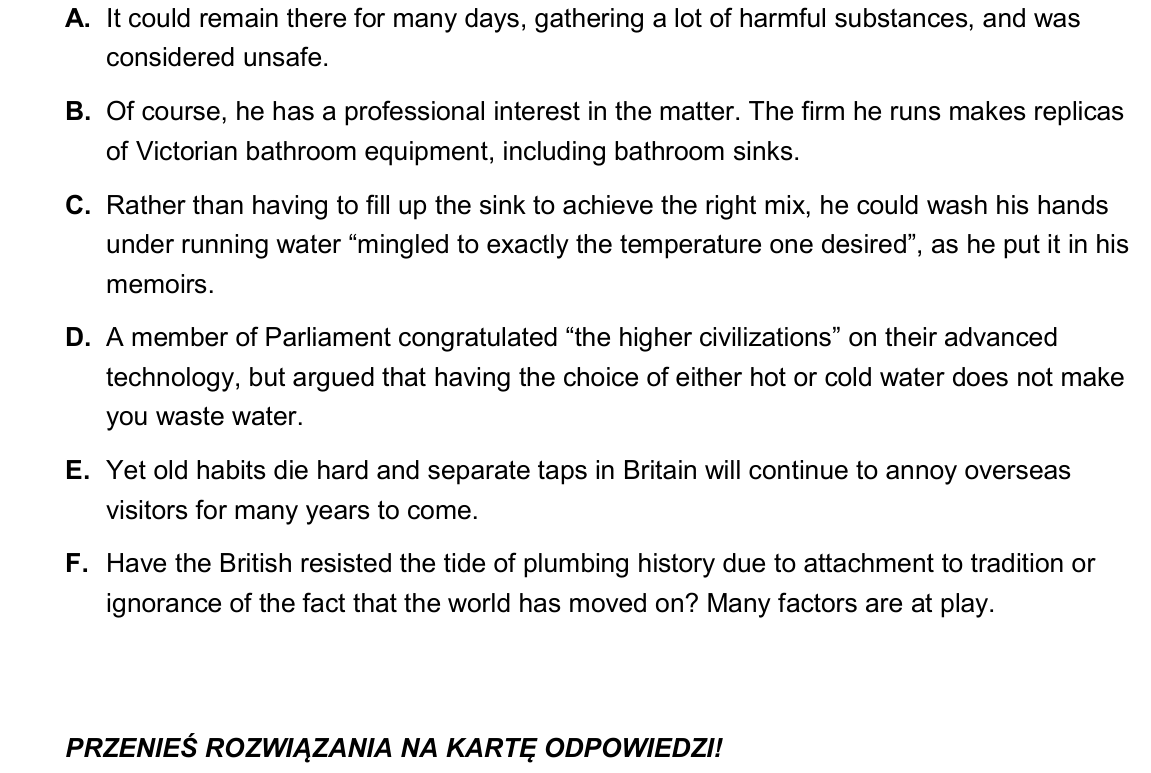 A. It could remain there for many days, gathering a lot of harmful substances, and was
considered unsafe.
B. Of course, he has a professional interest in the matter. The firm he runs makes replicas
of Victorian bathroom equipment, including bathroom sinks.
C. Rather than having to fill up the sink to achieve the right mix, he could wash his hands
under running water “mingled to exactly the temperature one desired”, as he put it in his
memoirs.
D. A member of Parliament congratulated “the higher civilizations” on their advanced
technology, but argued that having the choice of either hot or cold water does not make
you waste water.
E. Yet old habits die hard and separate taps in Britain will continue to annoy overseas
visitors for many years to come.
F. Have the British resisted the tide of plumbing history due to attachment to tradition or
ignorance of the fact that the world has moved on? Many factors are at play.
PRZENIEŚ ROZWIĄZANIA NA KARTĘ ODPOWIEDZI!